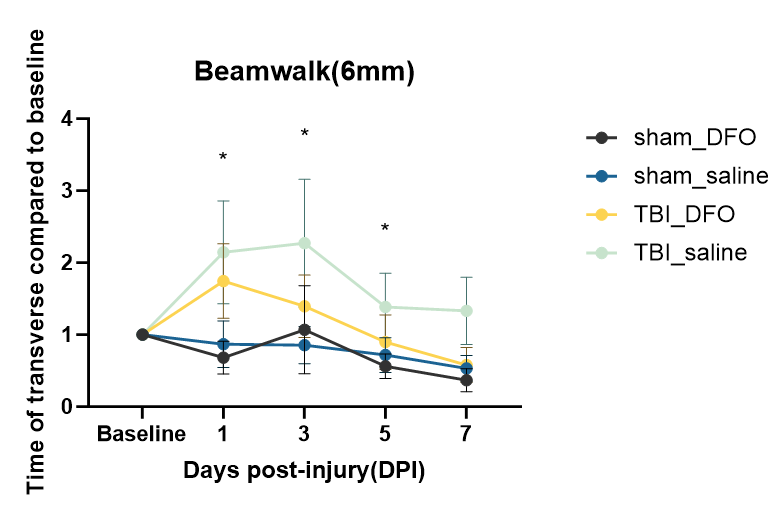 Beamwalk(6mm)
Time of transverse compared to baseline
4
3
2
1
0
*
*
*
Baseline 1 3 5 7
Days post-injury(DPI)
sham_DFO
sham_saline
TBI_DFO
TBI_saline